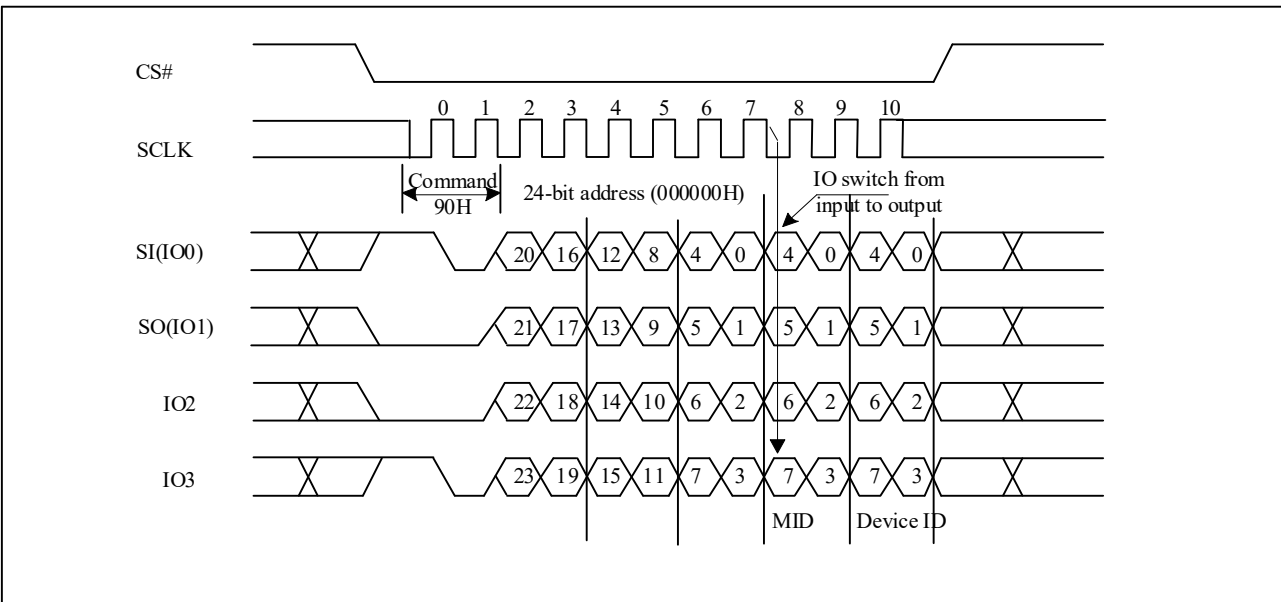 CS#
0 1 2 3 4 5 6 7 8 9 10
SCLK
Command
90H
24-bit address (000000H)
IO switch from
input to output
SI(IO0)
20 16 12 8 4 0 4 0 4 0
SO(IO1)
21 17 13 9 5 1 5 1 5 1
IO2
22 18 14 10 6 2 6 2 6 2
IO3
23 19 15 11 7 3 7 3 7 3
MID
Device ID